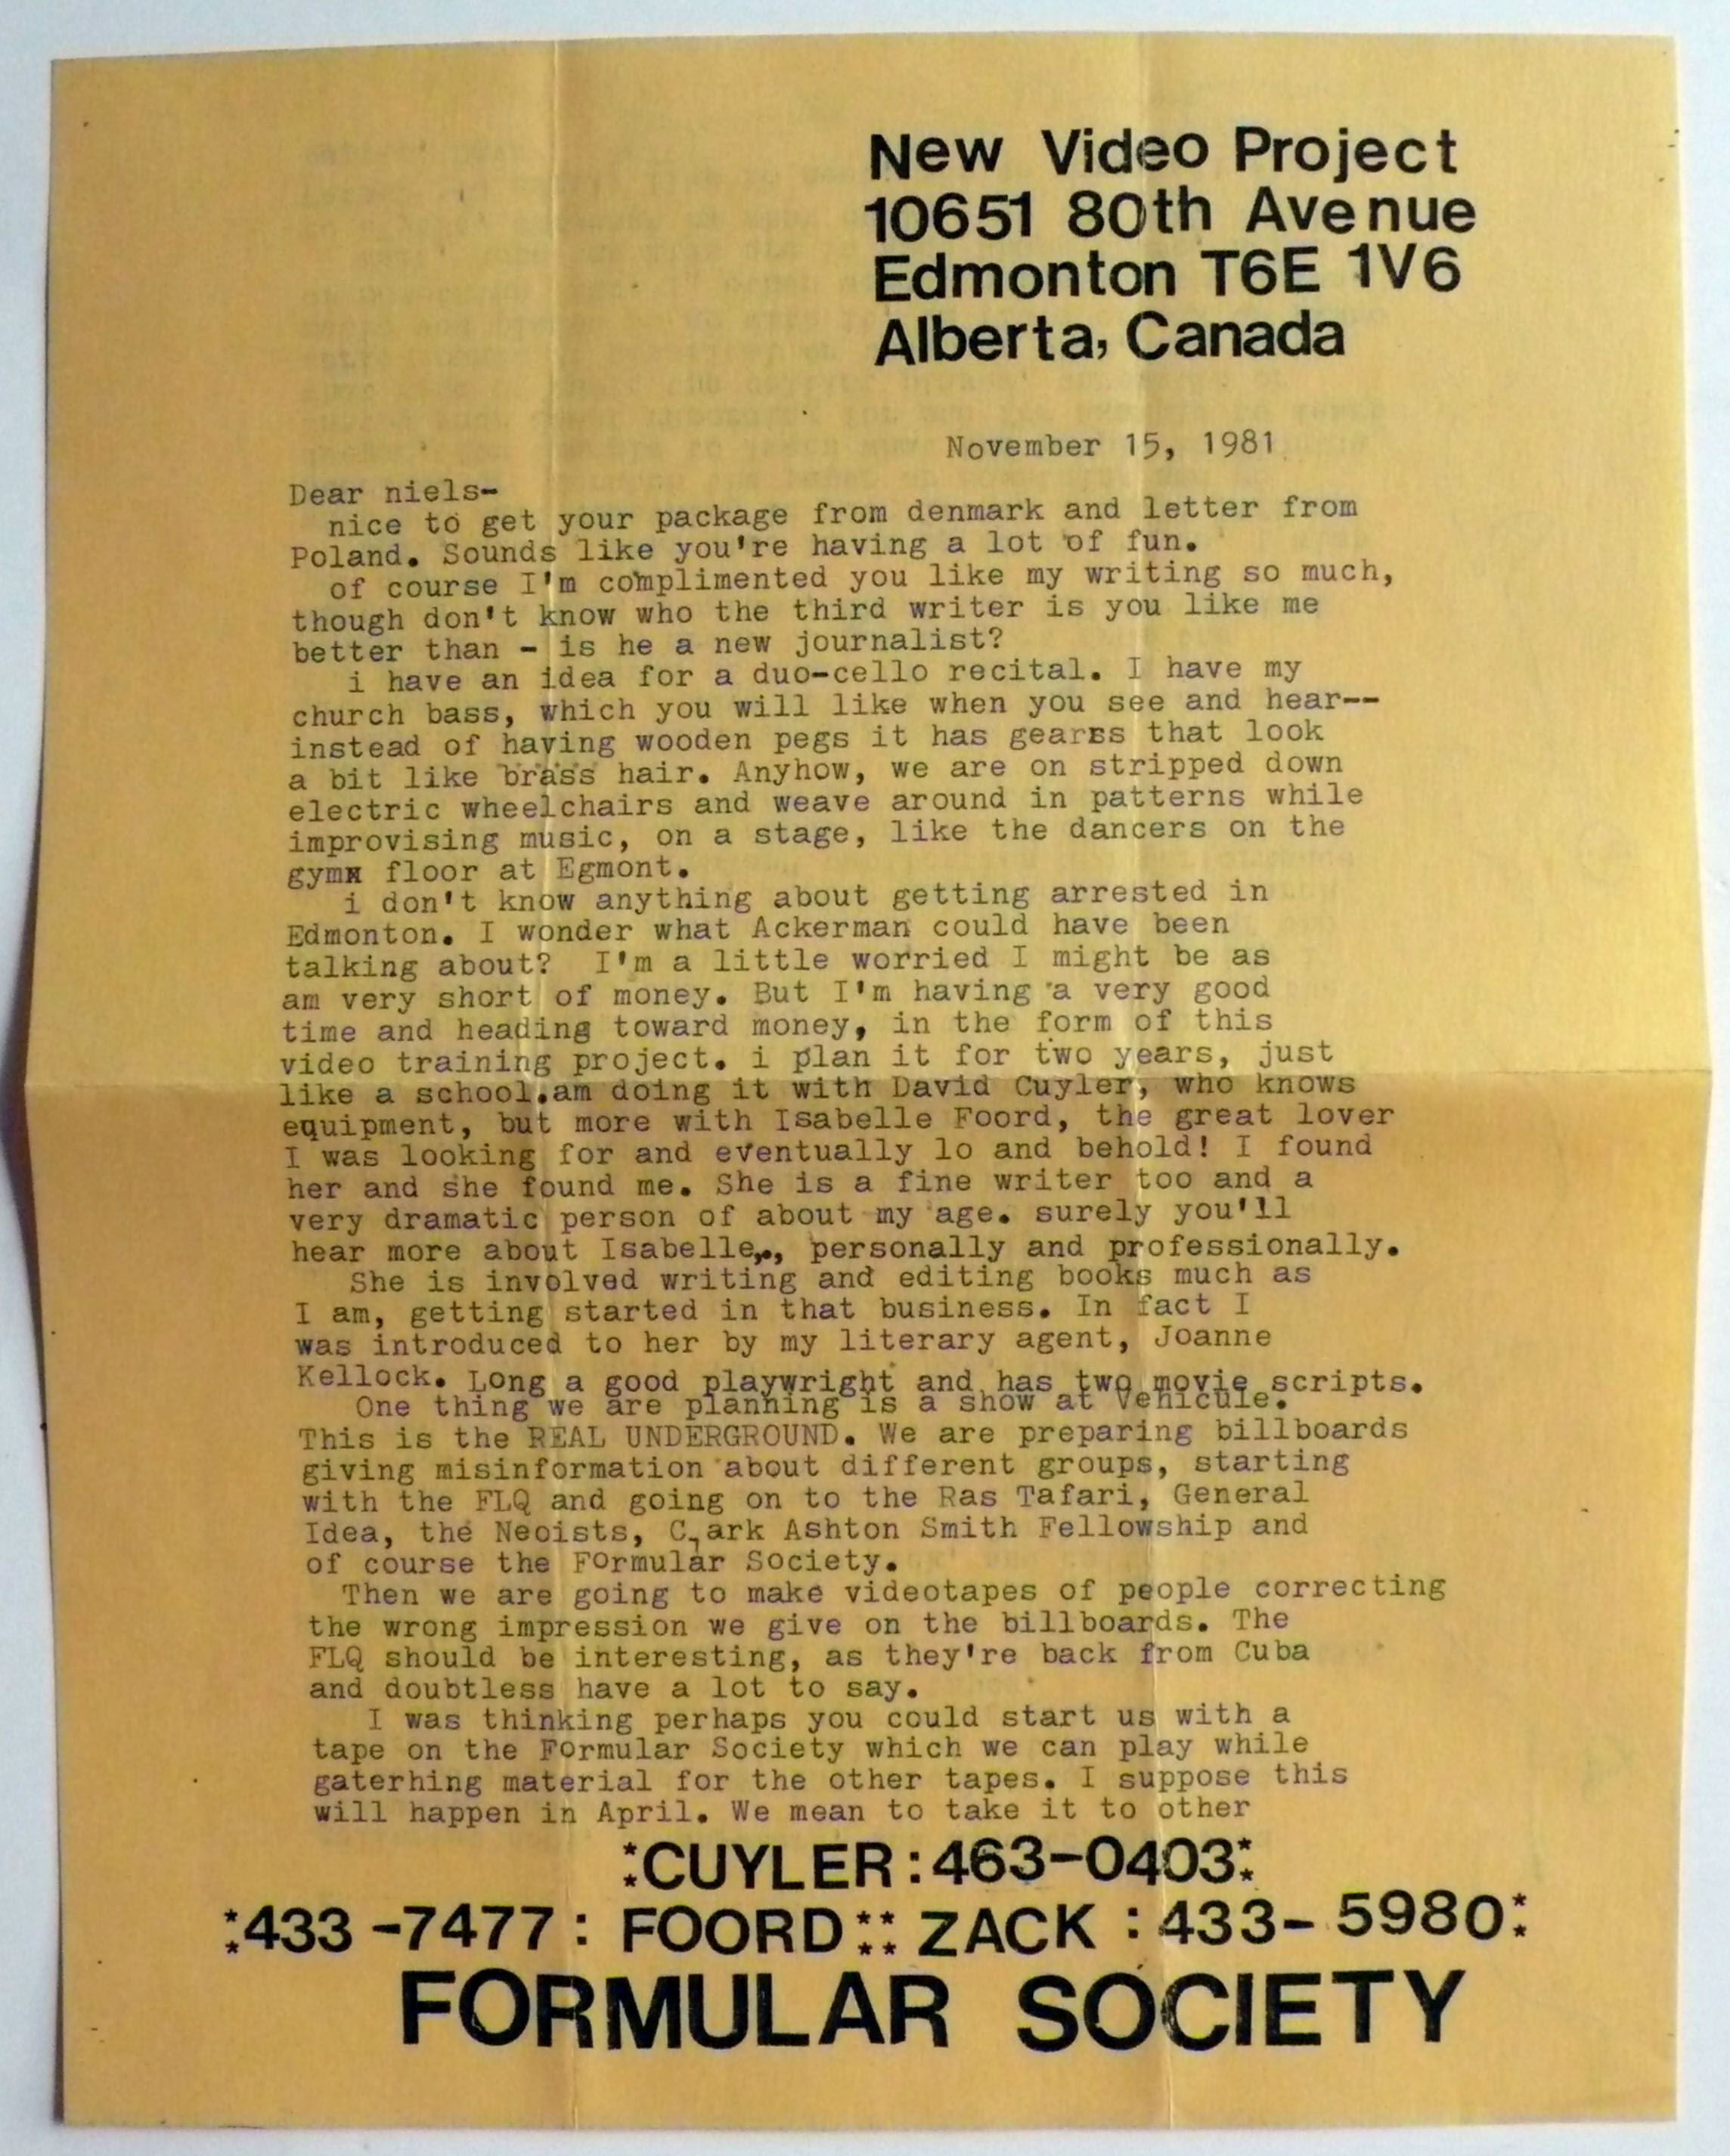 New Video Project
10651 80th Avenue
Edmonton T6E 1V6
Alberta, Canada
November 15, 1981
Dear niels-
nice to get your package from denmark and letter from
Poland. Sounds like you're having a lot of fun.
of course I'm complimented you like my writing so much,
though don't know who the third writer is you like me
better than - is he a new journalist?
i have an idea for a duo-cello recital. I have my
church bass, which you will like when you see and hear--
instead of having wooden pegs it has gears that look
a bit like brass hair. Anyhow, we are on stripped down
electric wheelchairs and weave around in patterns while
improvising music, on a stage, like the dancers on the
gym floor at Egmont.
i don't know anything about getting arrested in
Edmonton. I wonder what Ackerman could have been
talking about? I'm a little worried I might be as
am very short of money. But I'm having a very good
time and heading toward money, in the form of this
video training project. i plan it for two years, just
like a school.am doing it with David Cuyler, who knows
equipment, but more with Isabelle Foord, the great lover
I was looking for and eventually lo and behold! I found
her and she found me. She is a fine writer too and a
very dramatic person of about my age. surely you'll
hear more about Isabelle,., personally and professionally.
She is involved writing and editing books much as
I am, getting started in that business. In fact I
was introduced to her by my literary agent, Joanne
Kellock. Long a good playwright and has two movie scripts.
One thing we are planning is a show at Vehicule.
This is the REAL UNDERGROUND. We are preparing billboards
giving misinformation about different groups, starting
with the FLQ and going on to the Ras Tafari, General
Idea, the Neoists, Clark Ashton Smith Fellowship and
of course the Formular Society.
Then we are going to make videotapes of people correcting
the wrong impression we give on the billboards. The
FLQ should be interesting, as they're back from Cuba
and doubtless have a lot to say.
I was thinking perhaps you could start us with a
tape on the Formular Society which we can play while
gaterhing material for the other tapes. I suppose this
will happen in April. We mean to take it to other
*CUYLER:463-0403*
*433-7477: FOORD** ZACK :433-5980*
FORMULAR SOCIETY